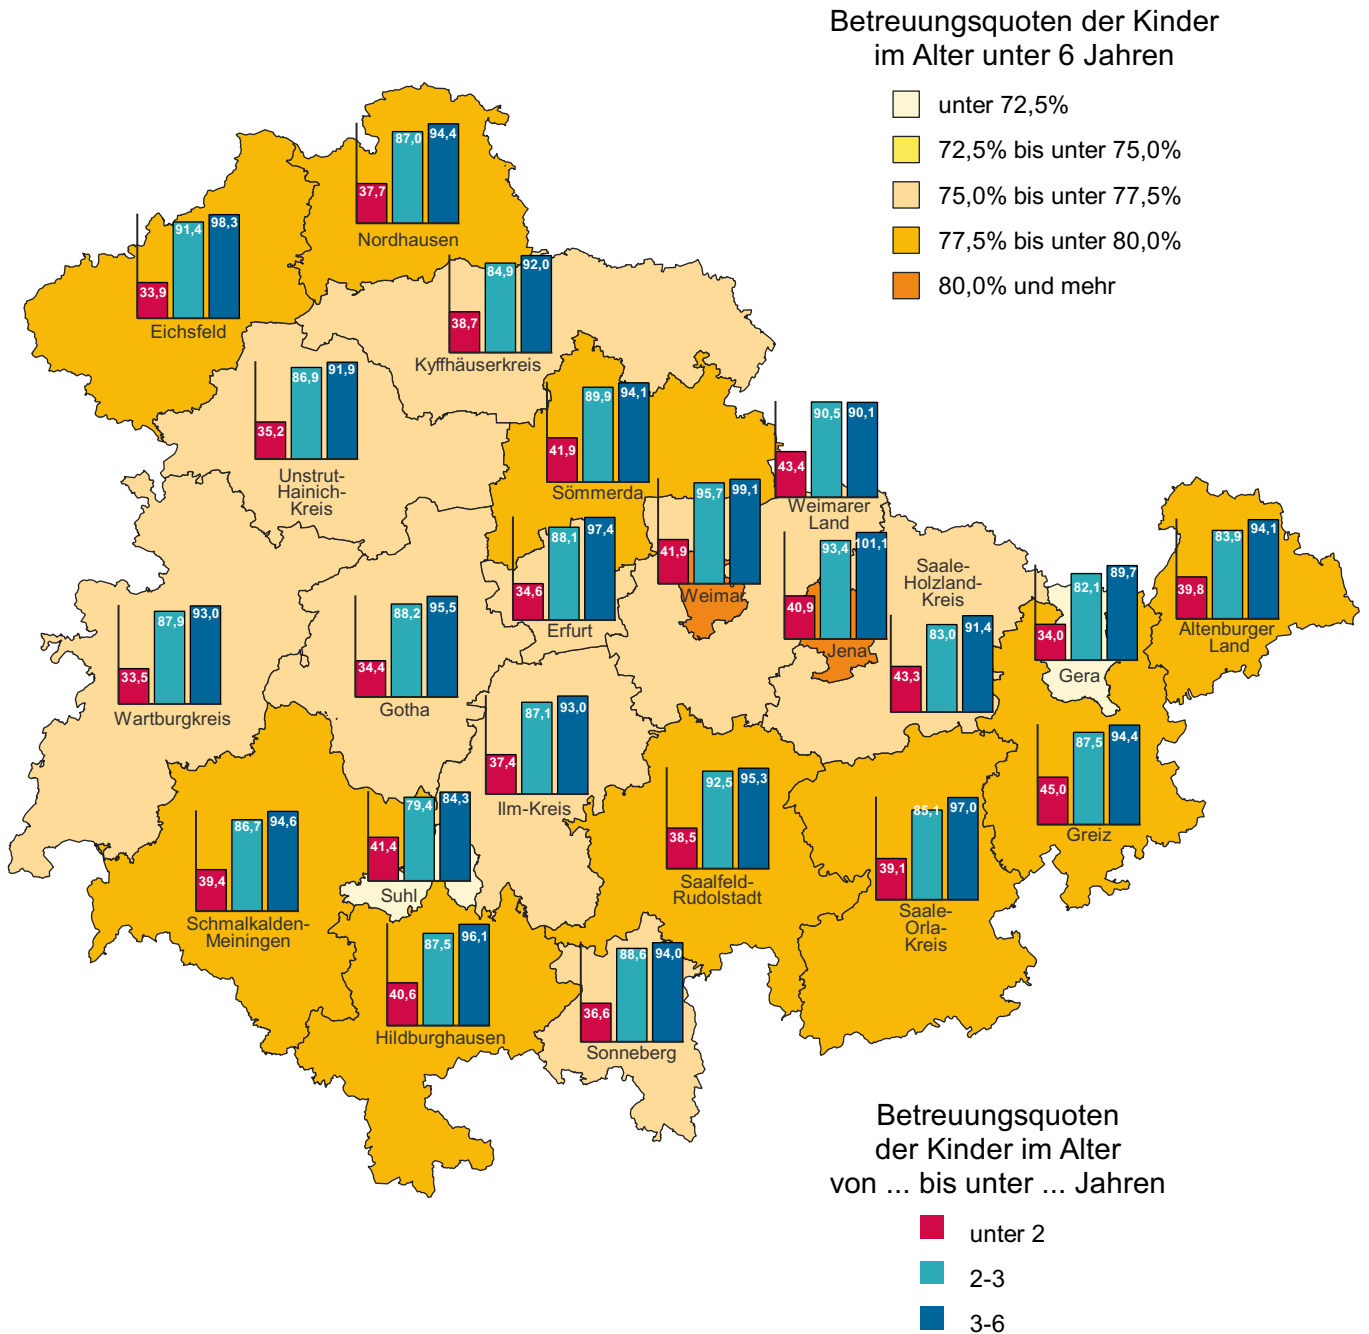 Betreuungsquoten der Kinder
im Alter unter 6 Jahren
unter 72,5%
72,5% bis unter 75,0%
75,0% bis unter 77,5%
77,5% bis unter 80,0%
80,0% und mehr
37,7
87,0
94,4
Nordhausen
33,9
91,4
98,3
Eichsfeld
38,7
84,9
92,0
Kyffhäuserkreis
35,2
86,9
91,9
Unstrut-
Hainich-
Kreis
41,9
89,9
94,1
Sömmerda
43,4
90,5
90,1
Weimarer
Land
41,9
95,7
99,1
Weimar
34,6
88,1
97,4
Erfurt
40,9
93,4
101,1
Jena
Saale-
Holzland-
Kreis
43,3
83,0
91,4
34,0
82,1
89,7
Gera
39,8
83,9
94,1
Altenburger
Land
33,5
87,9
93,0
Wartburgkreis
34,4
88,2
95,5
Gotha
37,4
87,1
93,0
Ilm-Kreis
38,5
92,5
95,3
Saalfeld-
Rudolstadt
45,0
87,5
94,4
Greiz
39,1
85,1
97,0
Saale-
Orla-
Kreis
39,4
86,7
94,6
Schmalkalden-
Meiningen
41,4
79,4
84,3
Suhl
40,6
87,5
96,1
Hildburghausen
36,6
88,6
94,0
Sonneberg
Betreuungsquoten
der Kinder im Alter
von ... bis unter ... Jahren
unter 2
2-3
3-6